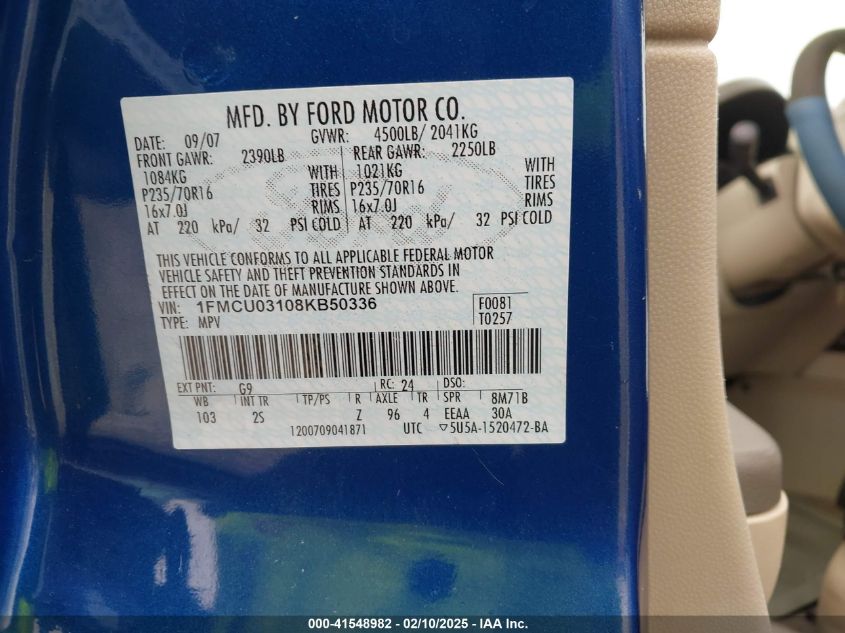 MFD. BY FORD MOTOR CO.
DATE: 09/07 GVWR: 4500LB/ 2041KG
FRONT GAWR: 2390LB REAR GAWR: 2250LB
1084KG WITH 1021KG WITH
P235/70R16 TIRES P235/70R16 TIRES
16x7.0J RIMS 16x7.0J RIMS
AT 220 kPa/ 32 PSI COLD AT 220 kPa/ 32 PSI COLD
THIS VEHICLE CONFORMS TO ALL APPLICABLE FEDERAL MOTOR
VEHICLE SAFETY AND THEFT PREVENTION STANDARDS IN
EFFECT ON THE DATE OF MANUFACTURE SHOWN ABOVE.
VIN: 1FMCU03108KB50336 F0081
TYPE: MPV T0257
EXT PNT: G9 RC: 24 DSO:
WB INT TR TP/PS R AXLE TR SPR 8M71B
103 2S Z 96 4 EEAA 30A
1200709041871 UTC ▽5U5A-1520472-BA
000-41548982 - 02/10/2025 - IAA Inc.